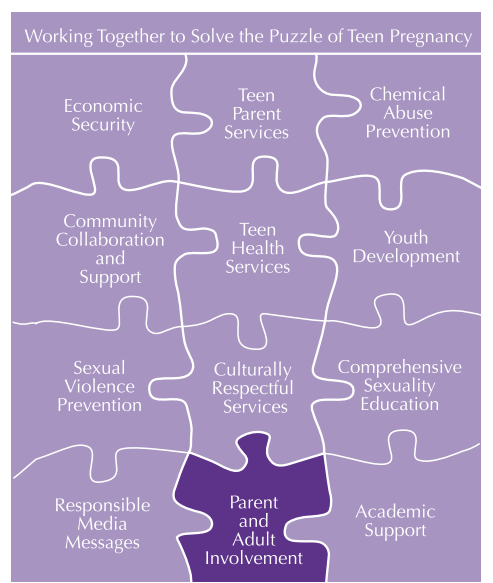 Working Together to Solve the Puzzle of Teen Pregnancy
Economic
Security
Teen
Parent
Services
Chemical
Abuse
Prevention
Community
Collaboration
and
Support
Teen
Health
Services
Youth
Development
Sexual
Violence
Prevention
Culturally
Respectful
Services
Comprehensive
Sexuality
Education
Responsible
Media
Messages
Parent
and
Adult
Involvement
Academic
Support